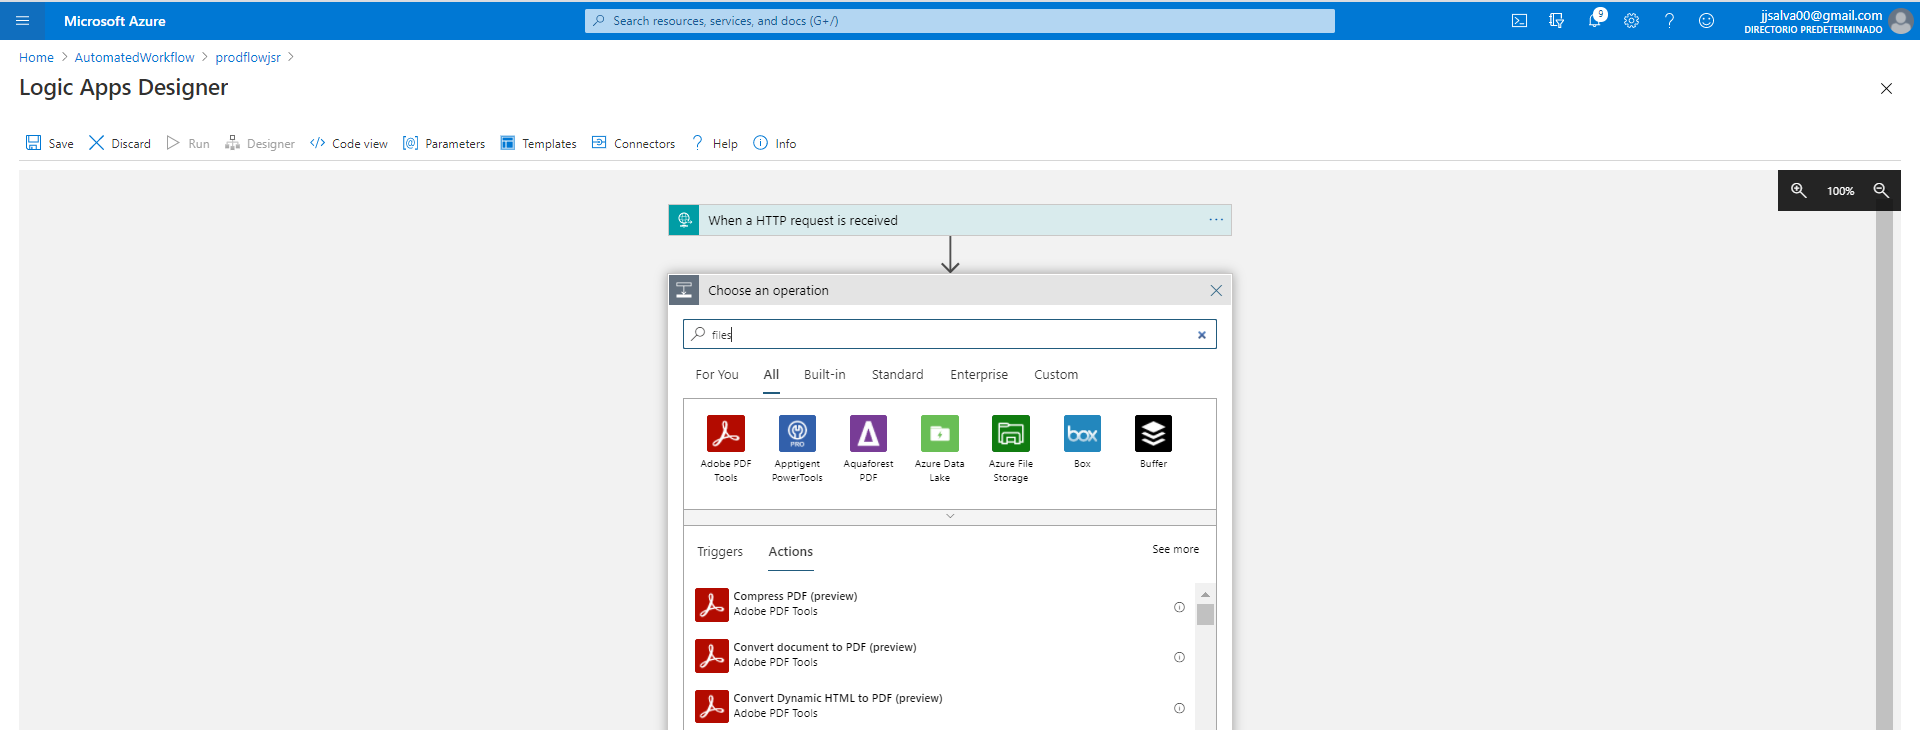 Microsoft Azure
Search resources, services, and docs (G+/)
9
jjsalva00@gmail.com
DIRECTORIO PREDETERMINADO
Home > AutomatedWorkflow > prodflowjsr >
Logic Apps Designer
Save Discard Run Designer Code view Parameters Templates Connectors Help Info
100%
When a HTTP request is received
Choose an operation
files
For You All Built-in Standard Enterprise Custom
PRO
box
Adobe PDF Tools
Apptigent PowerTools
Aquaforest PDF
Azure Data Lake
Azure File Storage
Box
Buffer
Triggers Actions See more
Compress PDF (preview)
Adobe PDF Tools
Convert document to PDF (preview)
Adobe PDF Tools
Convert Dynamic HTML to PDF (preview)
Adobe PDF Tools